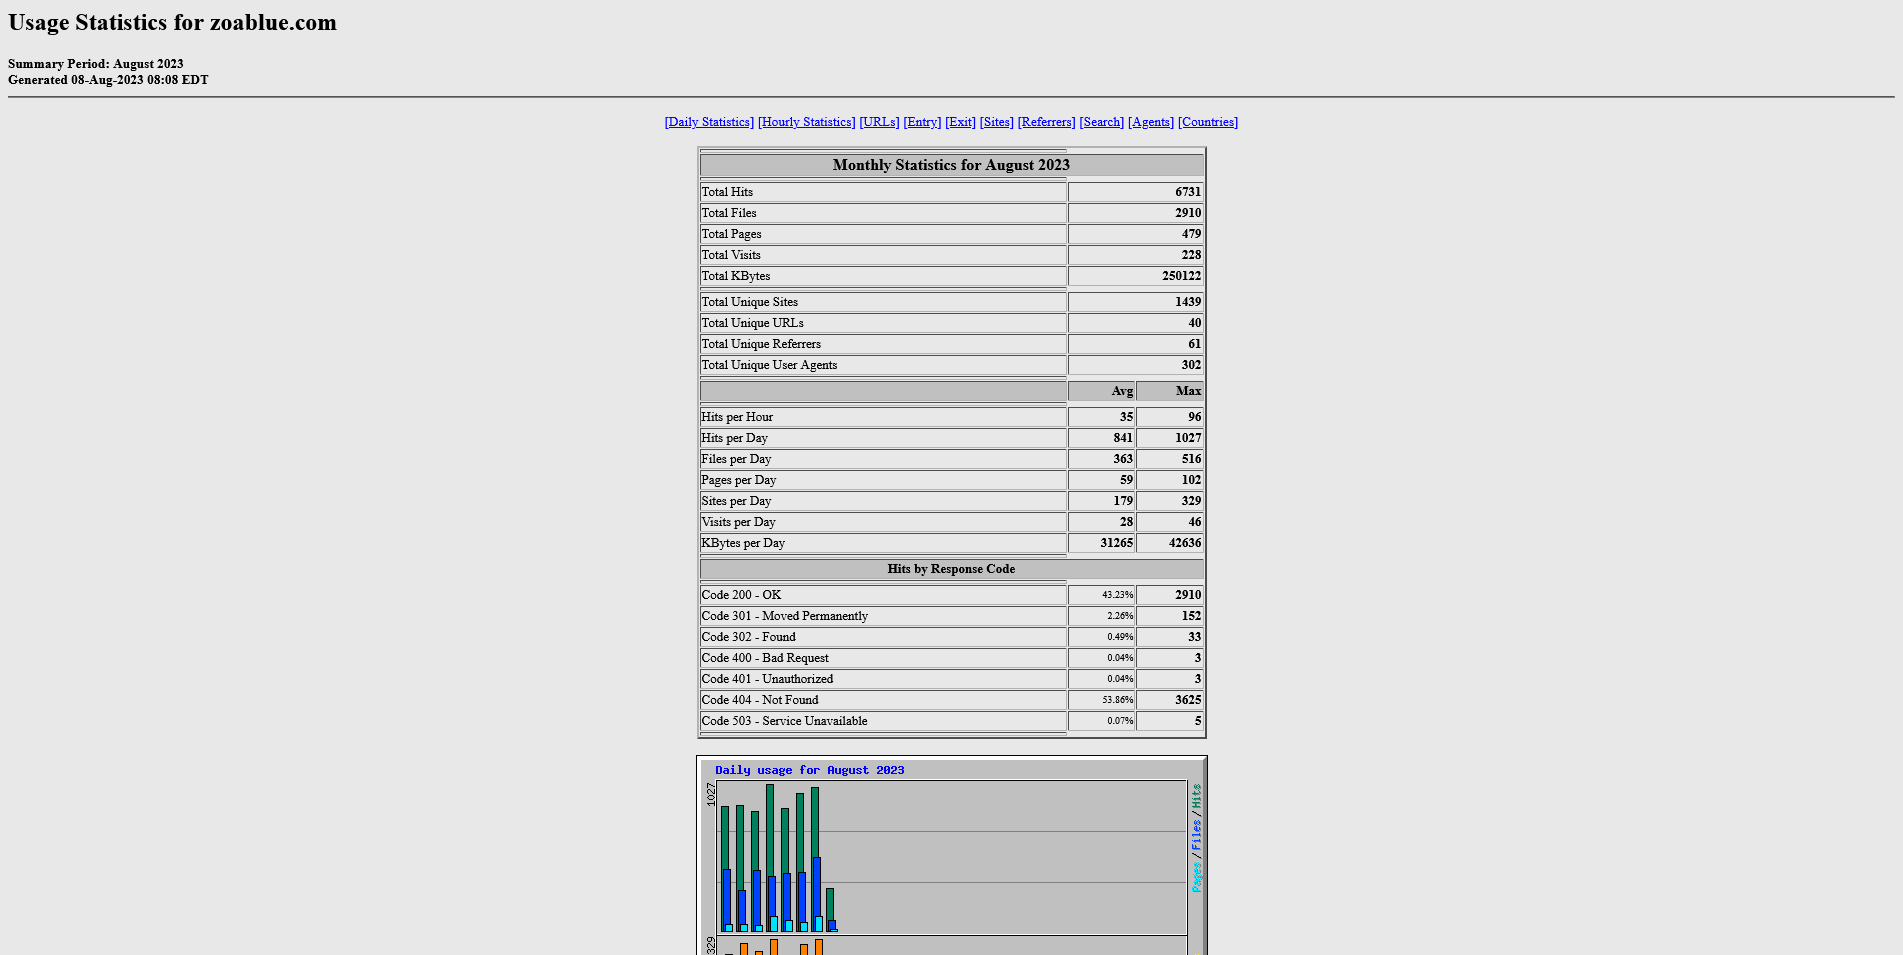 Usage Statistics for zoablue.com
Summary Period: August 2023
Generated 08-Aug-2023 08:08 EDT
[Daily Statistics] [Hourly Statistics] [URLs] [Entry] [Exit] [Sites] [Referrers] [Search] [Agents] [Countries]
Monthly Statistics for August 2023
Total Hits 6731
Total Files 2910
Total Pages 479
Total Visits 228
Total KBytes 250122
Total Unique Sites 1439
Total Unique URLs 40
Total Unique Referrers 61
Total Unique User Agents 302
Avg Max
Hits per Hour 35 96
Hits per Day 841 1027
Files per Day 363 516
Pages per Day 59 102
Sites per Day 179 329
Visits per Day 28 46
KBytes per Day 31265 42636
Hits by Response Code
Code 200 - OK 43.23% 2910
Code 301 - Moved Permanently 2.26% 152
Code 302 - Found 0.49% 33
Code 400 - Bad Request 0.04% 3
Code 401 - Unauthorized 0.04% 3
Code 404 - Not Found 53.86% 3625
Code 503 - Service Unavailable 0.07% 5
Daily usage for August 2023
1027
Pages / Files / Hits
329